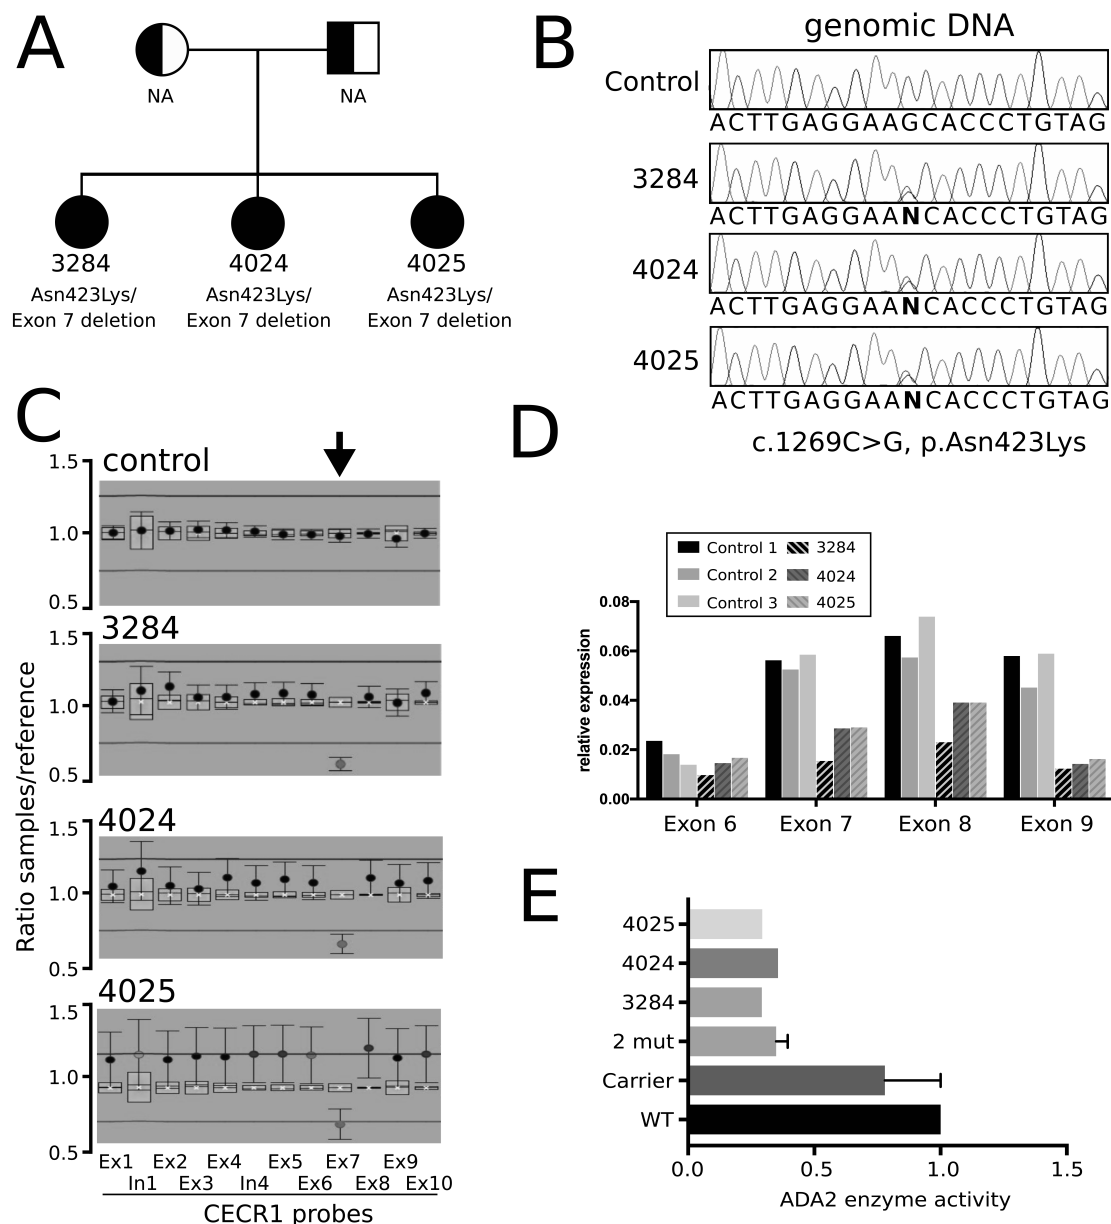 A
NA
NA
3284
4024
4025
Asn423Lys/
Exon 7 deletion
Asn423Lys/
Exon 7 deletion
Asn423Lys/
Exon 7 deletion
B
genomic DNA
Control
ACTTGAGGAAGCACCCTGTAG
3284
ACTTGAGGAANCACCCTGTAG
4024
ACTTGAGGAANCACCCTGTAG
4025
ACTTGAGGAANCACCCTGTAG
c.1269C>G, p.Asn423Lys
C
Ratio samples/reference
control
1.5
1.0
0.5
3284
1.5
1.0
0.5
4024
1.5
1.0
0.5
4025
1.5
1.0
0.5
Ex1 Ex2 Ex4 Ex5 Ex7 Ex9
In1 Ex3 In4 Ex6 Ex8 Ex10
CECR1 probes
D
Control 1 3284
Control 2 4024
Control 3 4025
relative expression
0.08
0.06
0.04
0.02
0.00
Exon 6 Exon 7 Exon 8 Exon 9
E
4025
4024
3284
2 mut
Carrier
WT
0.0 0.5 1.0 1.5
ADA2 enzyme activity